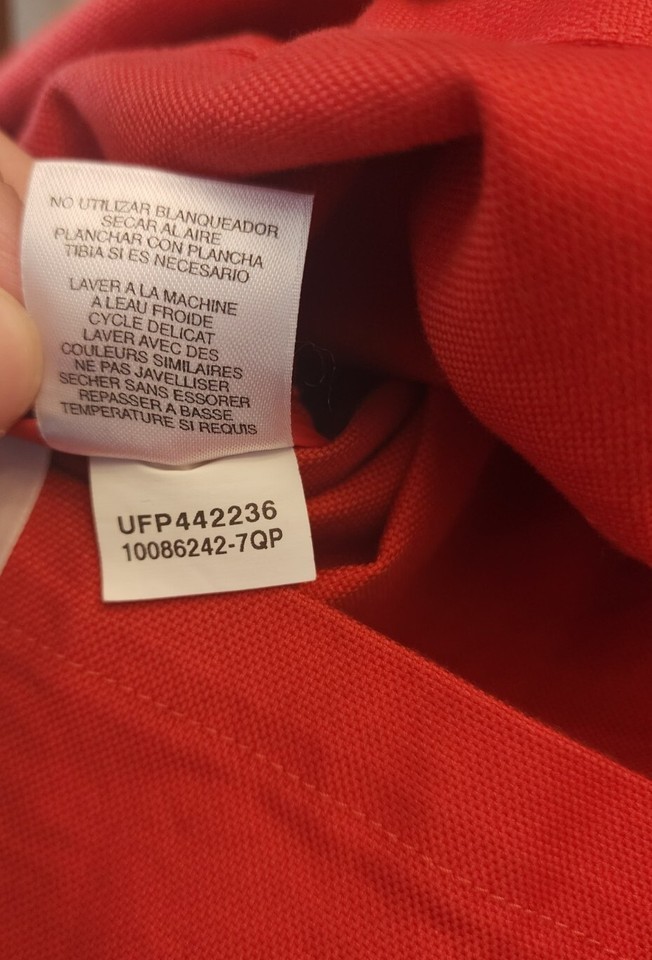 NO UTILIZAR BLANQUEADOR
SECAR AL AIRE
PLANCHAR CON PLANCHA
TIBIA SI ES NECESARIO
LAVER A LA MACHINE
A LEAU FROIDE
CYCLE DELICAT
LAVER AVEC DES
COULEURS SIMILAIRES
NE PAS JAVELLISER
SECHER SANS ESSORER
REPASSER A BASSE
TEMPERATURE SI REQUIS
UFP442236
10086242-7QP